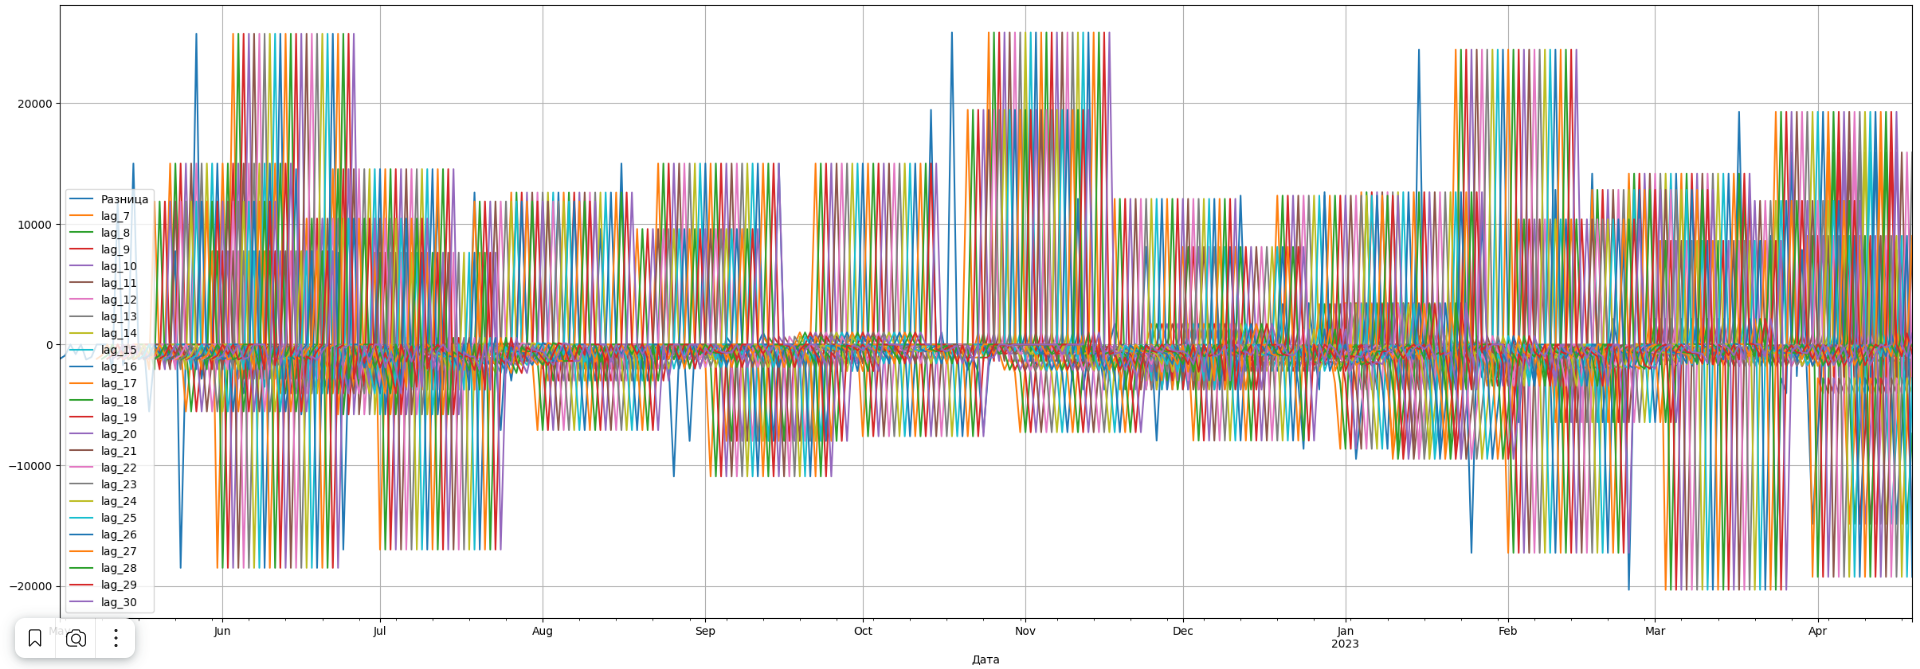 20000
10000
0
−10000
−20000
Разница
lag_7
lag_8
lag_9
lag_10
lag_11
lag_12
lag_13
lag_14
lag_15
lag_16
lag_17
lag_18
lag_19
lag_20
lag_21
lag_22
lag_23
lag_24
lag_25
lag_26
lag_27
lag_28
lag_29
lag_30
Jun Jul Aug Sep Oct Nov Dec Jan Feb Mar Apr
2023
Дата